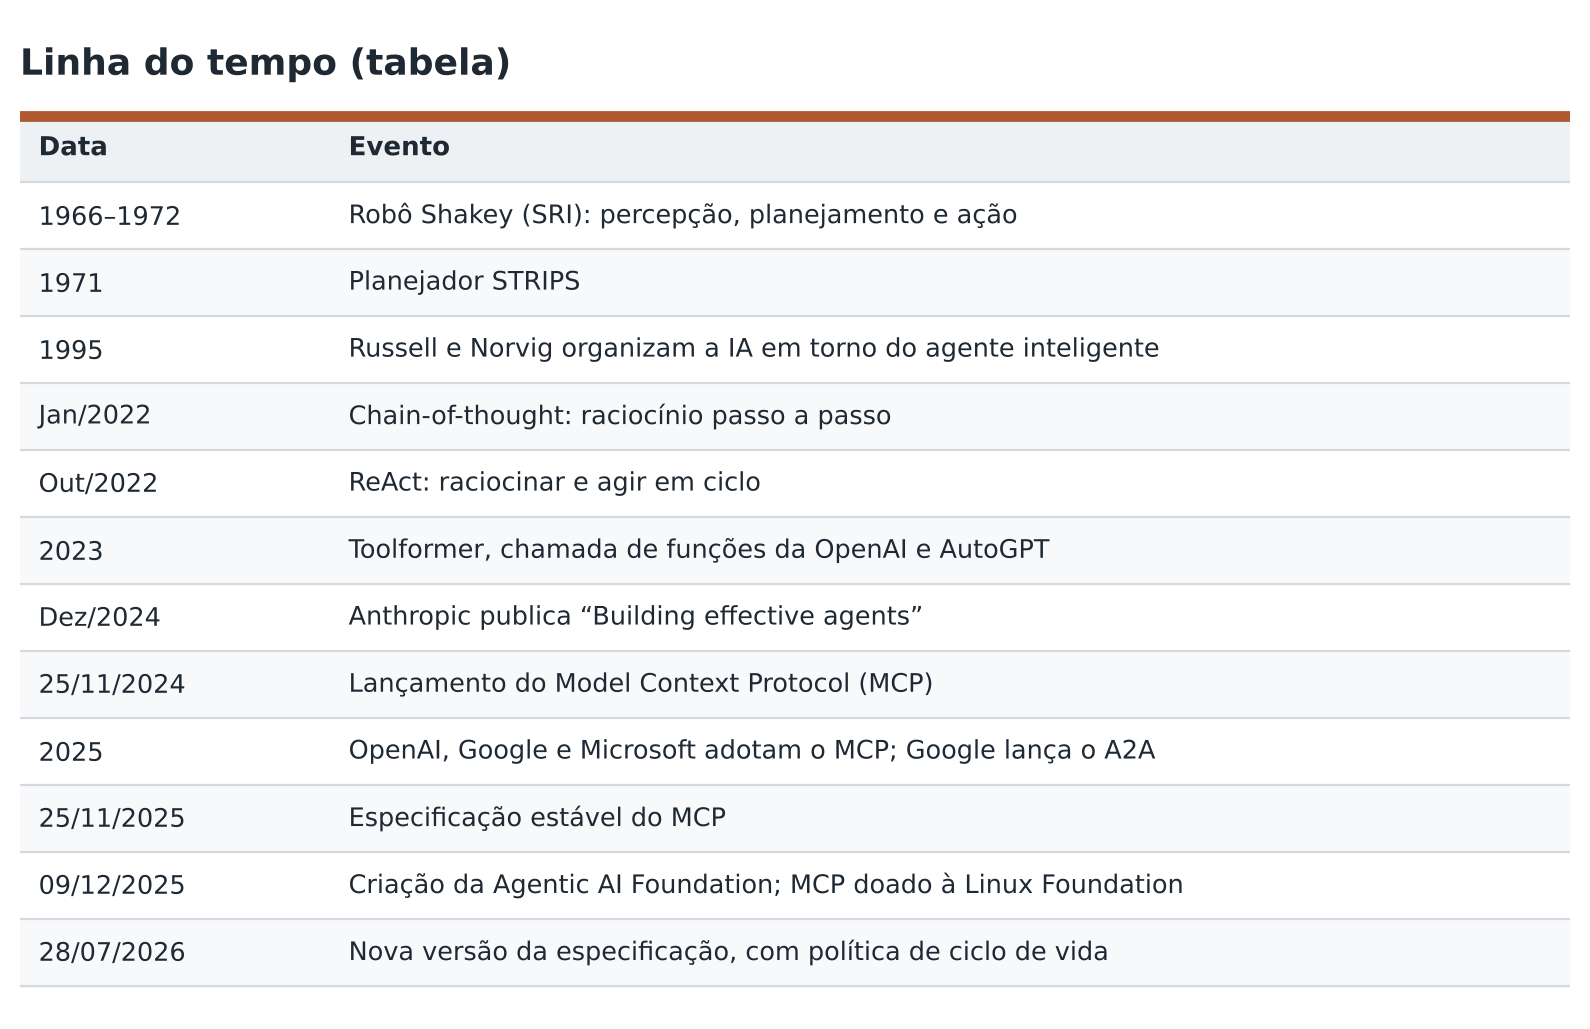 Linha do tempo (tabela)
Data Evento
1966–1972 Robô Shakey (SRI): percepção, planejamento e ação
1971 Planejador STRIPS
1995 Russell e Norvig organizam a IA em torno do agente inteligente
Jan/2022 Chain-of-thought: raciocínio passo a passo
Out/2022 ReAct: raciocinar e agir em ciclo
2023 Toolformer, chamada de funções da OpenAI e AutoGPT
Dez/2024 Anthropic publica “Building effective agents”
25/11/2024 Lançamento do Model Context Protocol (MCP)
2025 OpenAI, Google e Microsoft adotam o MCP; Google lança o A2A
25/11/2025 Especificação estável do MCP
09/12/2025 Criação da Agentic AI Foundation; MCP doado à Linux Foundation
28/07/2026 Nova versão da especificação, com política de ciclo de vida